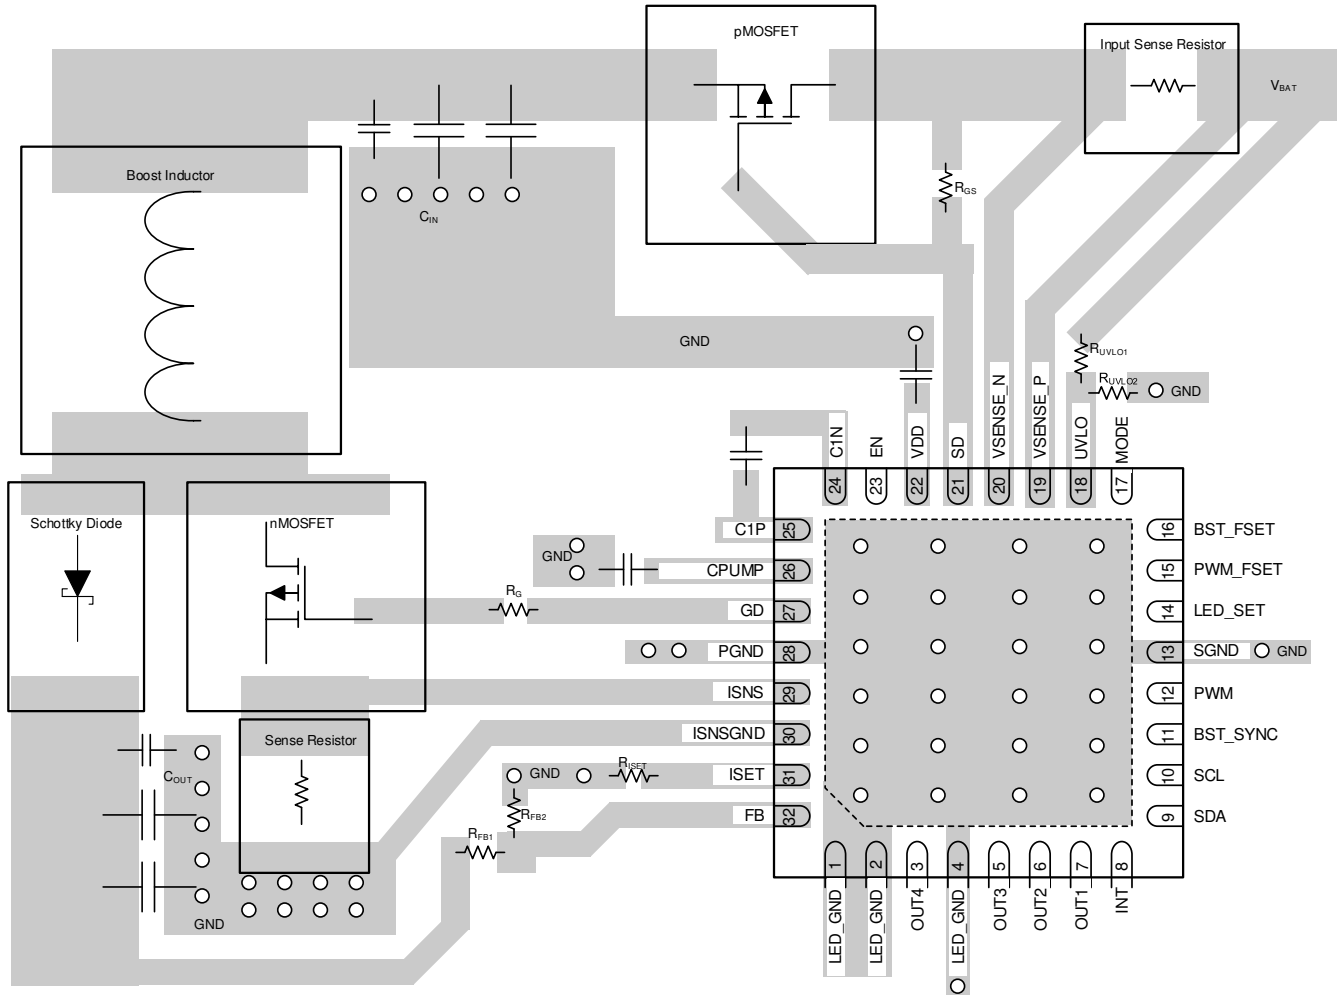 pMOSFET
Input Sense Resistor
VBAT
Boost Inductor
RGS
CIN
GND
RUVLO1
RUVLO2
GND
C1N
EN
VDD
SD
VSENSE_N
VSENSE_P
UVLO
MODE
24
23
22
21
20
19
18
17
Schottky Diode
nMOSFET
C1P
25
16
BST_FSET
GND
CPUMP
26
15
PWM_FSET
RG
GD
27
14
LED_SET
PGND
28
13
SGND
GND
ISNS
29
12
PWM
Sense Resistor
ISNSGND
30
11
BST_SYNC
COUT
GND
RISET
ISET
31
10
SCL
RFB2
FB
32
9
SDA
RFB1
1
2
3
4
5
6
7
8
LED_GND
LED_GND
OUT4
LED_GND
OUT3
OUT2
OUT1
INT
GND